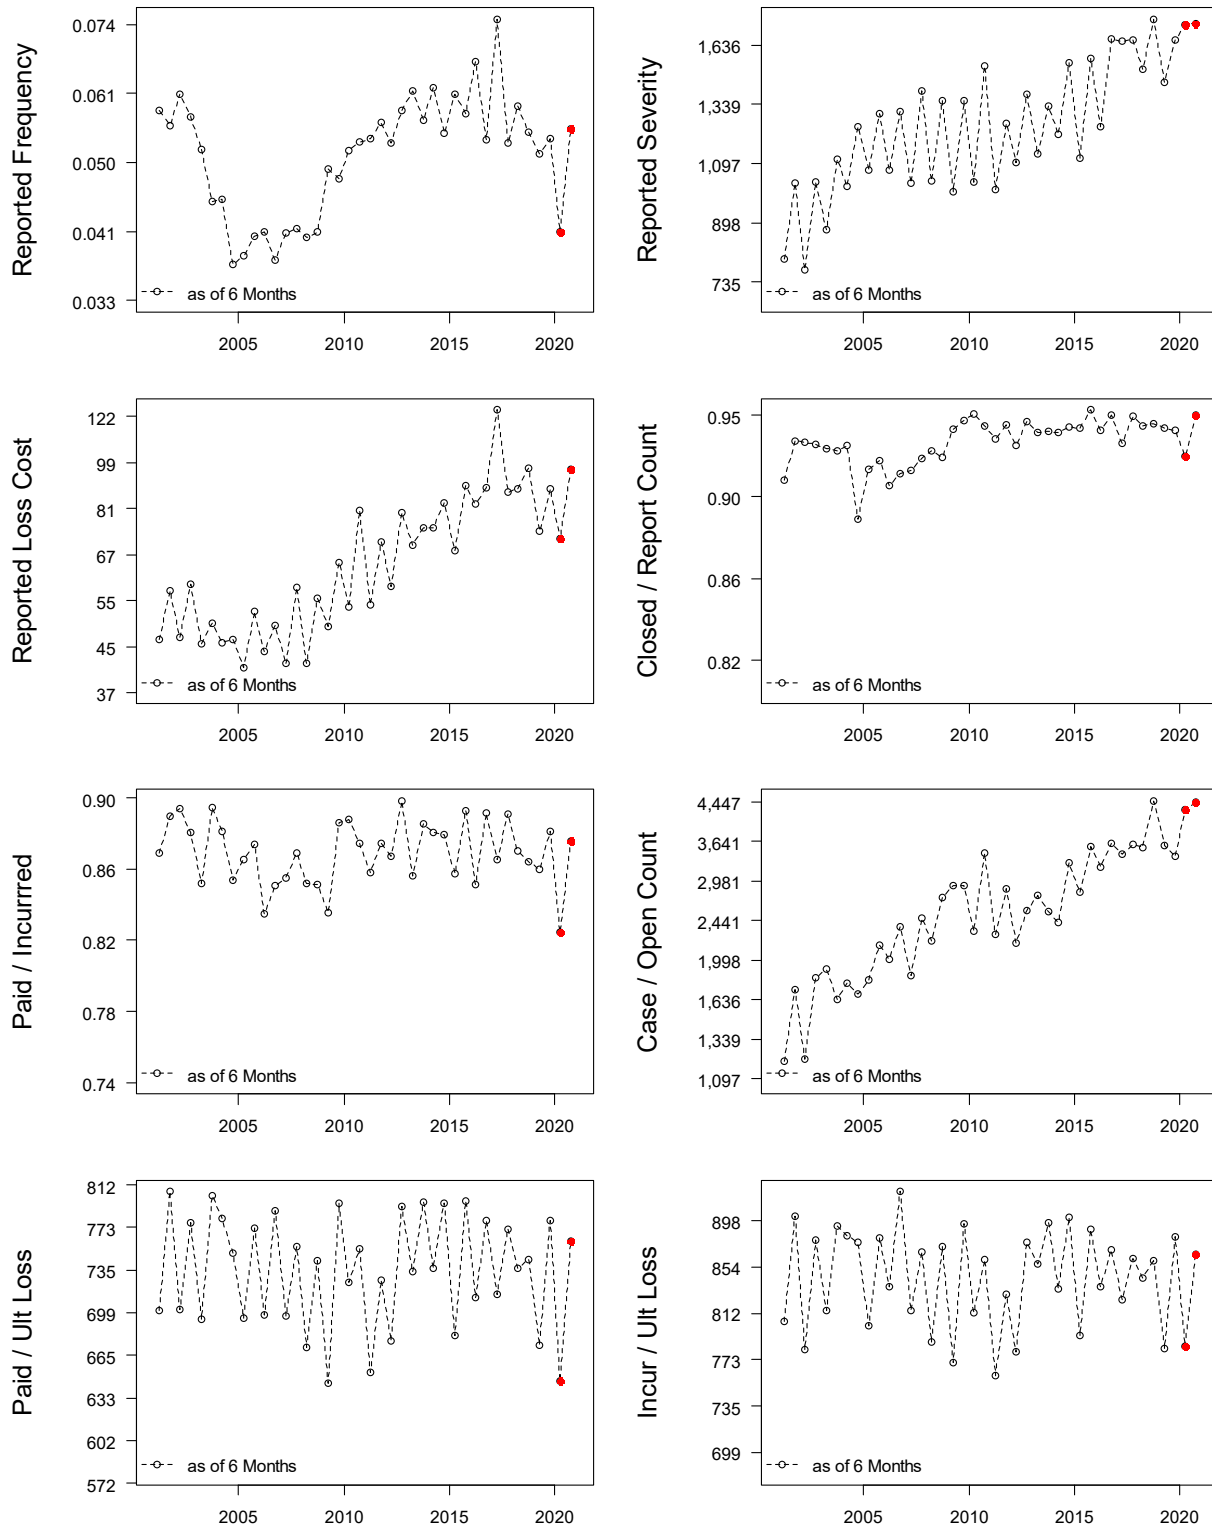 Reported Frequency
0.074
0.061
0.050
0.041
0.033
as of 6 Months
2005 2010 2015 2020
Reported Severity
1,636
1,339
1,097
898
735
as of 6 Months
2005 2010 2015 2020
Reported Loss Cost
122
99
81
67
55
45
37
as of 6 Months
2005 2010 2015 2020
Closed / Report Count
0.95
0.90
0.86
0.82
as of 6 Months
2005 2010 2015 2020
Paid / Incurrred
0.90
0.86
0.82
0.78
0.74
as of 6 Months
2005 2010 2015 2020
Case / Open Count
4,447
3,641
2,981
2,441
1,998
1,636
1,339
1,097
as of 6 Months
2005 2010 2015 2020
Paid / Ult Loss
812
773
735
699
665
633
602
572
as of 6 Months
2005 2010 2015 2020
Incur / Ult Loss
898
854
812
773
735
699
as of 6 Months
2005 2010 2015 2020